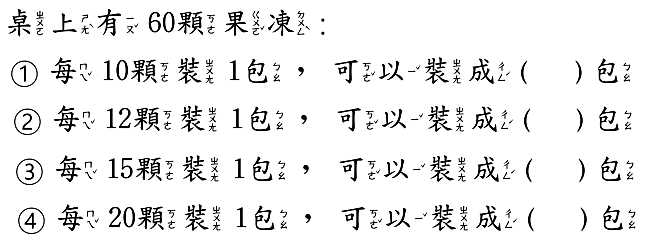 桌上有60顆果凍：
① 每10顆裝1包，可以裝成(　　)包
② 每12顆裝1包，可以裝成(　　)包
③ 每15顆裝1包，可以裝成(　　)包
④ 每20顆裝1包，可以裝成(　　)包